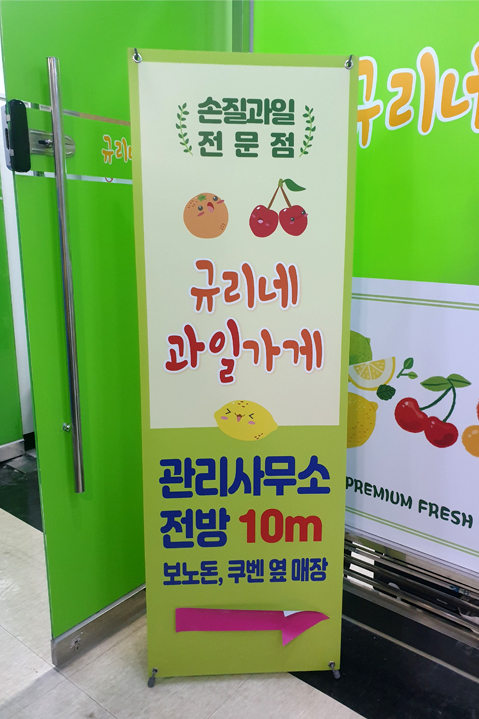 손질과일
전문점
규리네
과일가게
관리사무소
전방 10m
보노돈, 쿠벤 옆 매장
규리네
PREMIUM FRESH